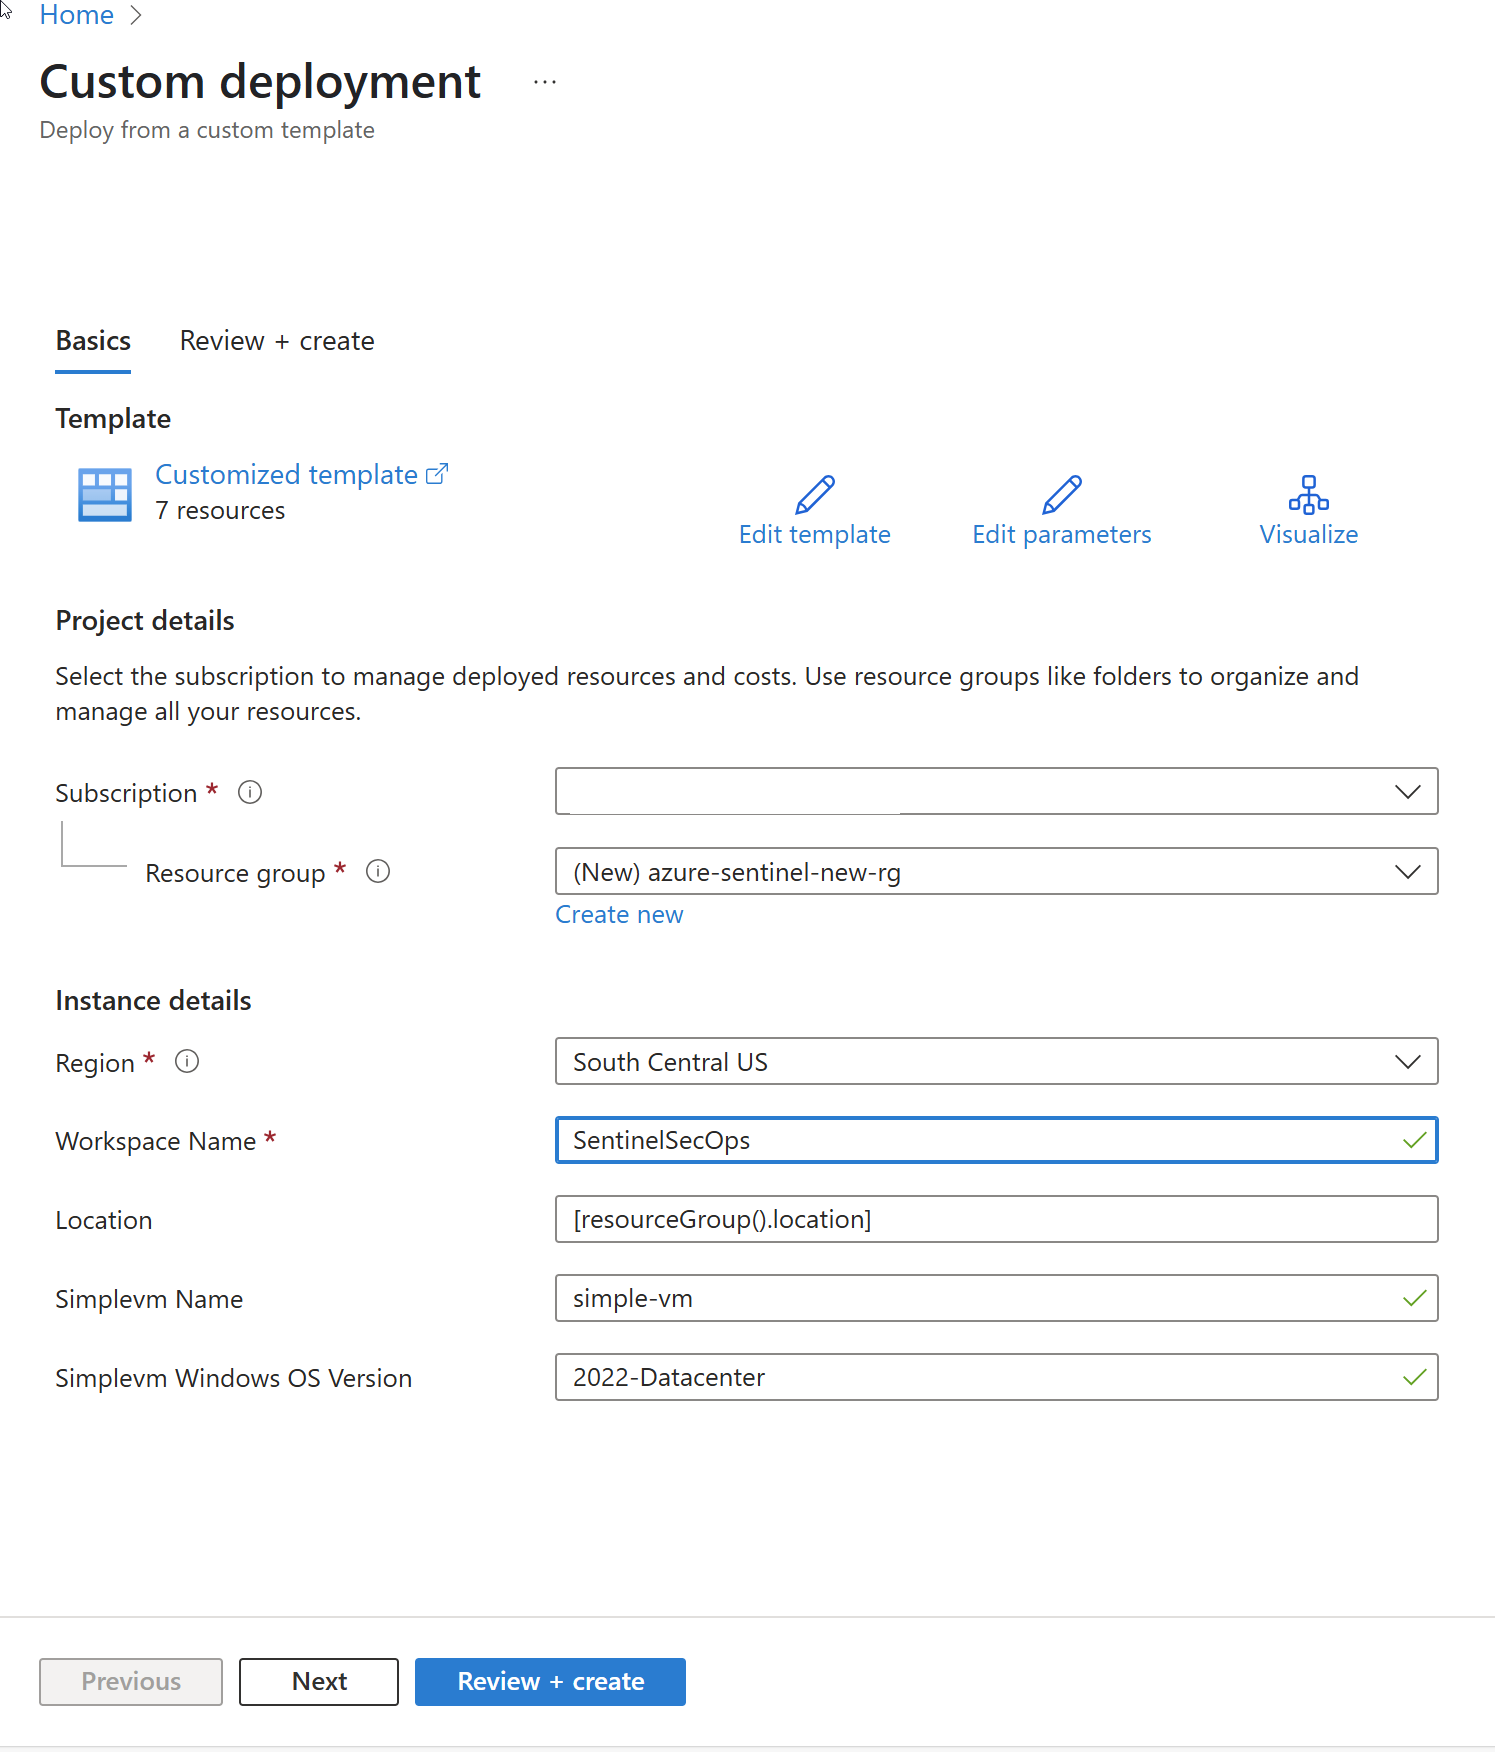 Home
Custom deployment ...
Deploy from a custom template
Basics Review + create
Template
Customized template
7 resources
Edit template Edit parameters Visualize
Project details
Select the subscription to manage deployed resources and costs. Use resource groups like folders to organize and
manage all your resources.
Subscription *
Resource group * (New) azure-sentinel-new-rg
Create new
Instance details
Region * South Central US
Workspace Name * SentinelSecOps
Location [resourceGroup().location]
Simplevm Name simple-vm
Simplevm Windows OS Version 2022-Datacenter
Previous Next Review + create